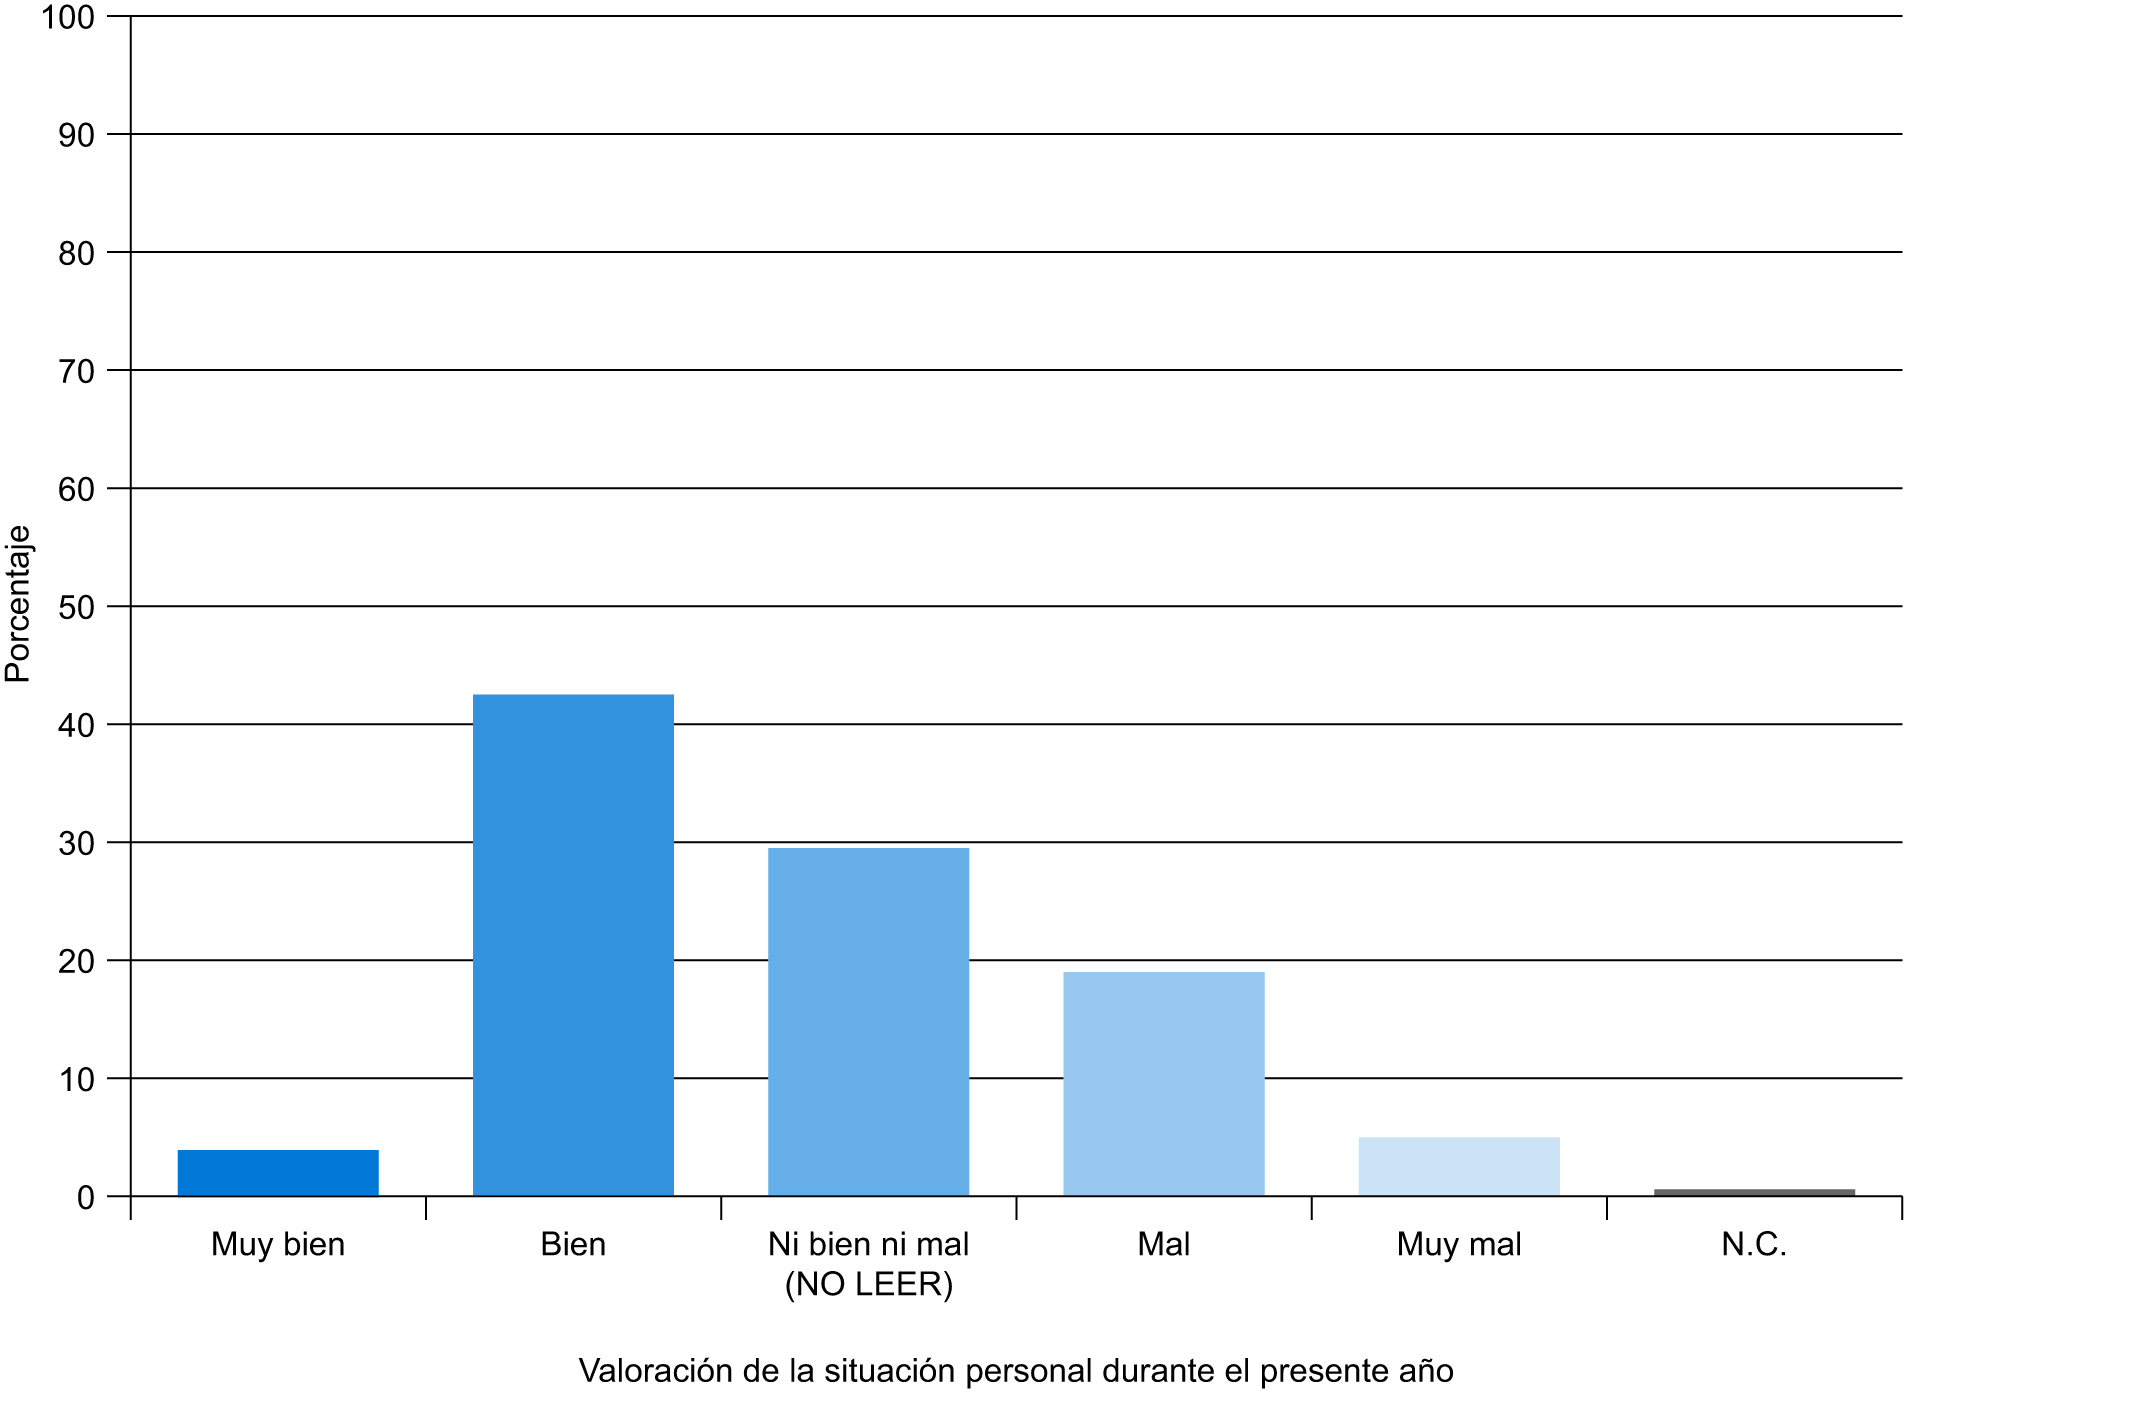 100
90
80
70
60
50
40
30
20
10
0
Porcentaje
Muy bien
Bien
Ni bien ni mal
(NO LEER)
Mal
Muy mal
N.C.
Valoración de la situación personal durante el presente año